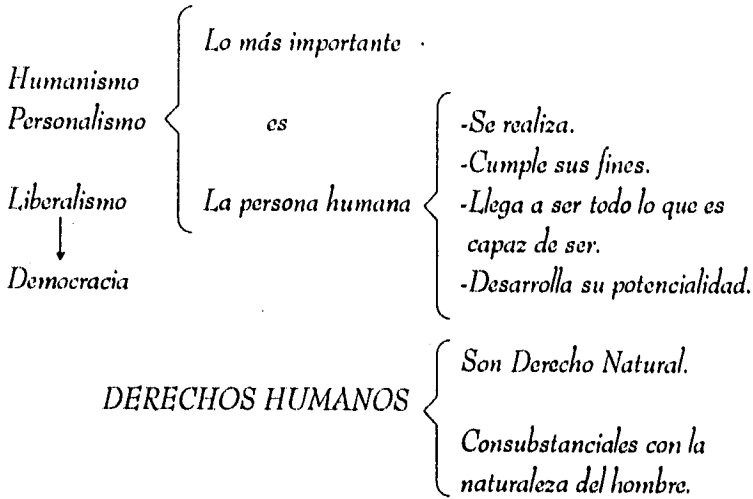 Humanismo
Personalismo
Liberalismo
Democracia
Lo más importante
es
La persona humana
-Se realiza.
-Cumple sus fines.
-Llega a ser todo lo que es
capaz de ser.
-Desarrolla su potencialidad.
DERECHOS HUMANOS
Son Derecho Natural.
Consubstanciales con la
naturaleza del hombre.